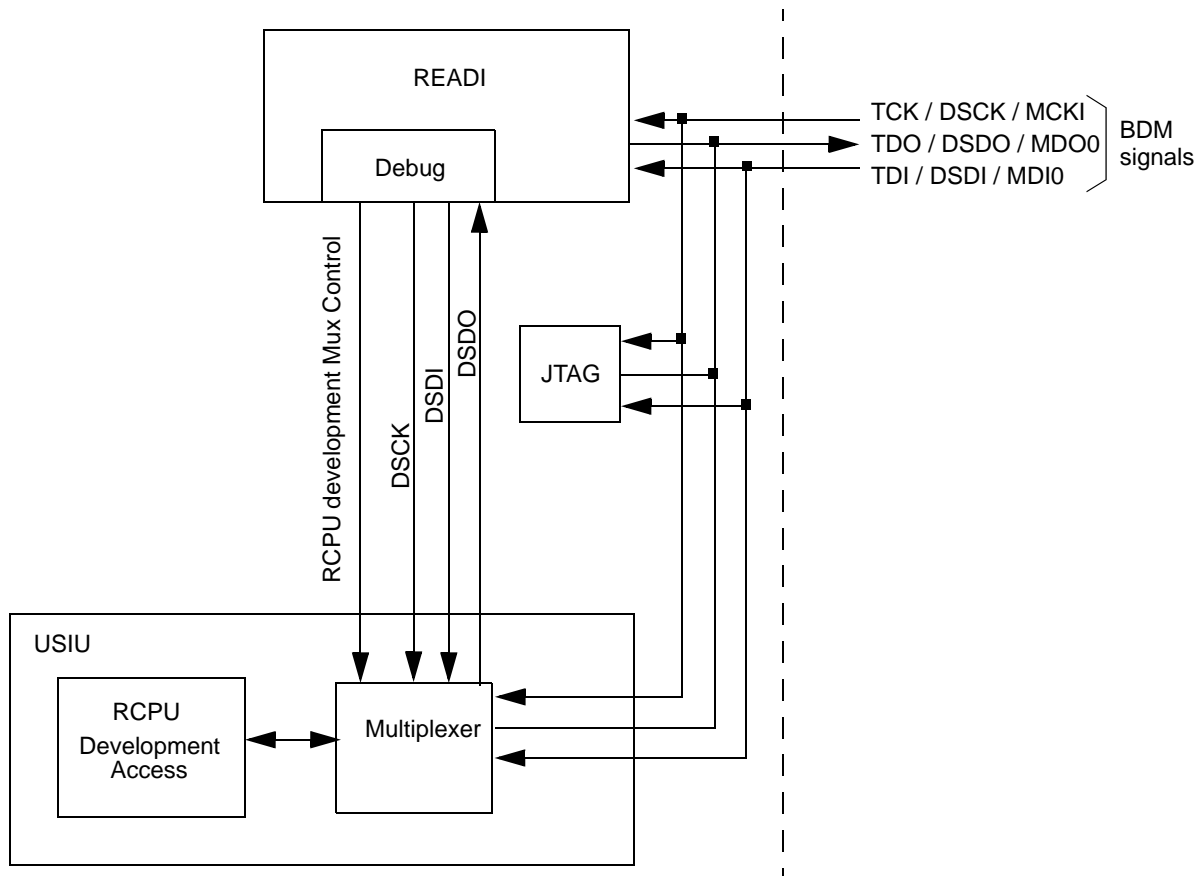 READI
Debug
TCK / DSCK / MCKI
TDO / DSDO / MDO0
TDI / DSDI / MDI0
BDM
signals
RCPU development Mux Control
DSCK
DSDI
DSDO
JTAG
USIU
RCPU
Development
Access
Multiplexer